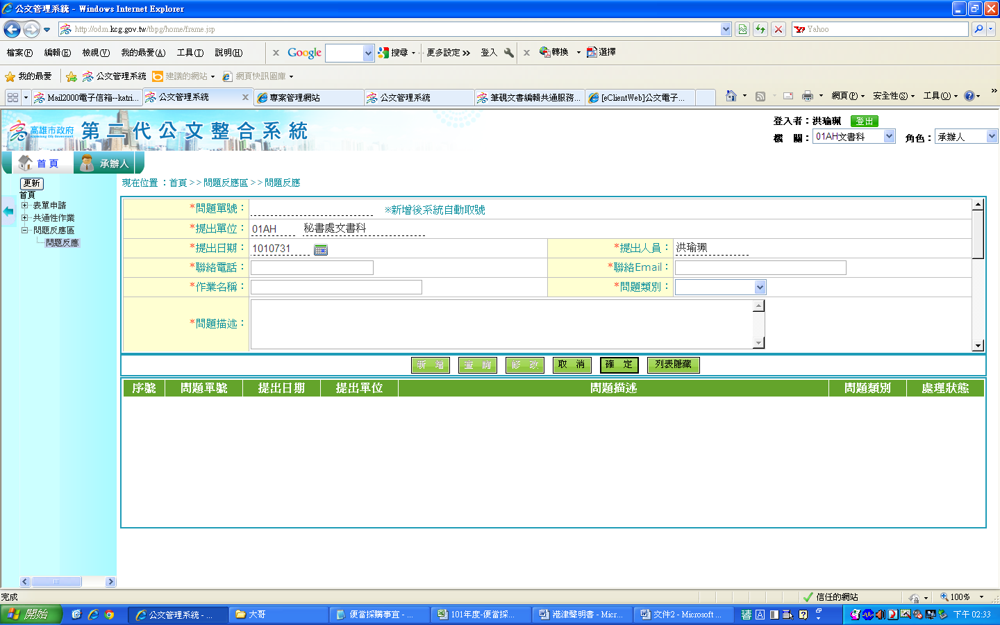 公文管理系統 - Windows Internet Explorer
http://odm.kcg.gov.tw/tbpg/home/frame.jsp
Yahoo
檔案(F) 編輯(E) 檢視(V) 我的最愛(A) 工具(T) 說明(H)
x Google 搜尋 更多設定 >> 登入 x 轉換 選擇
我的最愛 公文管理系統 建議的網站 網頁快訊圖庫
Mail2000電子信箱--katri... 公文管理系統 x 專案管理網站 公文管理系統 筆硯文書編輯共通服務... [eClientWeb]公文電子... 網頁(P) 安全性(S) 工具(O) »
高雄市政府 第二代公文整合系統
登入者：洪瑜珮 登出
機 關：01AH文書科 角色：承辦人
首頁 承辦人
更新
首頁
表單申請
共通性作業
問題反應區
問題反應
現在位置 ：首頁>>問題反應區>>問題反應
*問題單號： ※新增後系統自動取號
*提出單位： 01AH 秘書處文書科
*提出日期： 1010731 *提出人員： 洪瑜珮
*聯絡電話： *聯絡Email：
*作業名稱： *問題類別：
*問題描述：
新 增 查 詢 修 改 取 消 確 定 列表隱藏
序號 問題單號 提出日期 提出單位 問題描述 問題類別 處理狀態
完成 信任的網站 100%
開始 公文管理系統 - ... 大哥 便當採購事宜 - ... 101年度-便當採... 港津聲明書 - Micr... 文件2 - Microsoft ... 下午 02:33